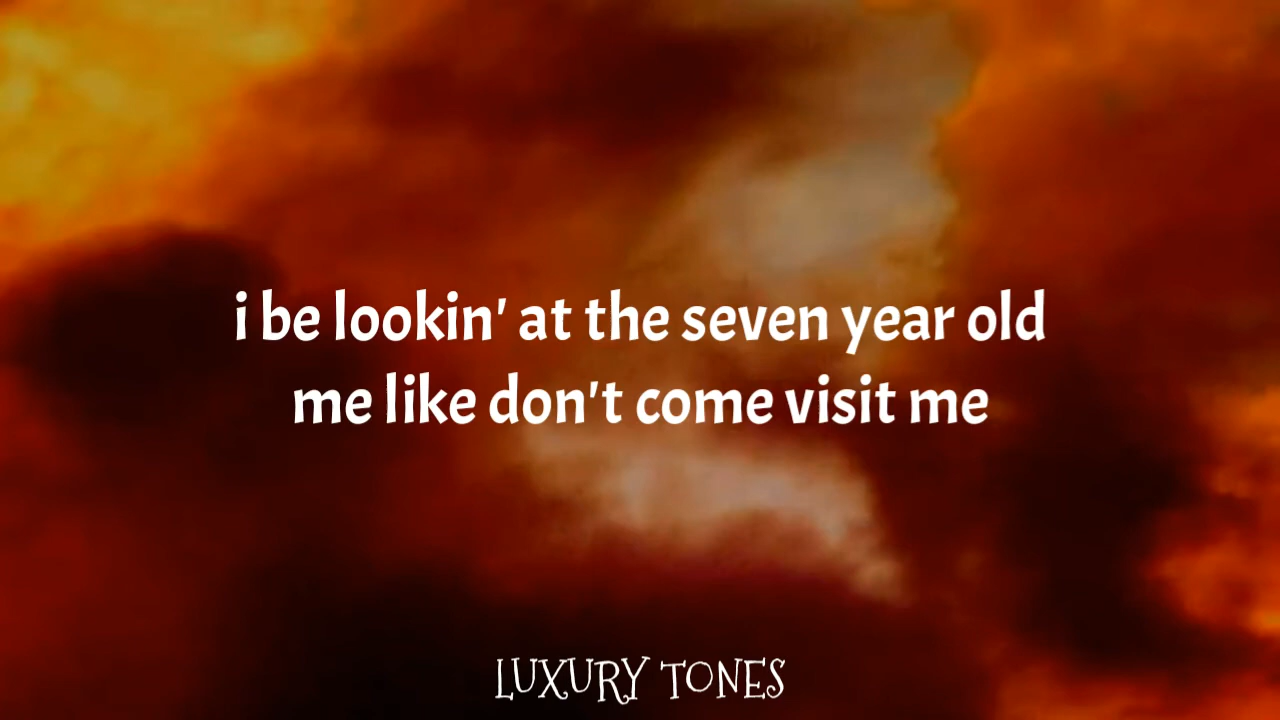 i be lookin' at the seven year old
me like don't come visit me
LUXURY TONES